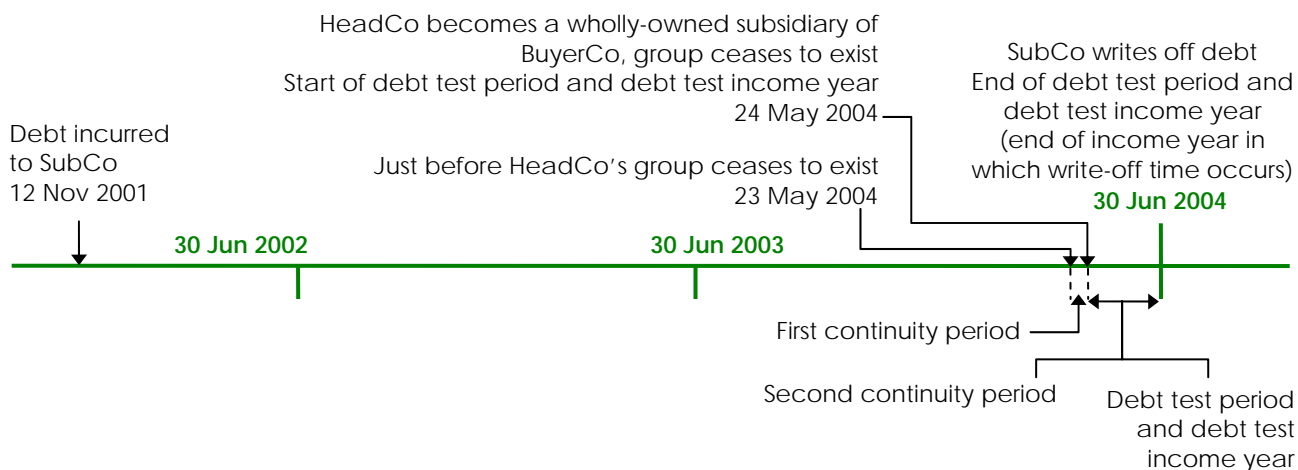 HeadCo becomes a wholly-owned subsidiary of
BuyerCo, group ceases to exist
Start of debt test period and debt test income year
24 May 2004
SubCo writes off debt
End of debt test period and
debt test income year
(end of income year in
which write-off time occurs)
30 Jun 2004
Debt incurred
to SubCo
12 Nov 2001
Just before HeadCo's group ceases to exist
23 May 2004
30 Jun 2002
30 Jun 2003
First continuity period
Second continuity period
Debt test period
and debt test
income year